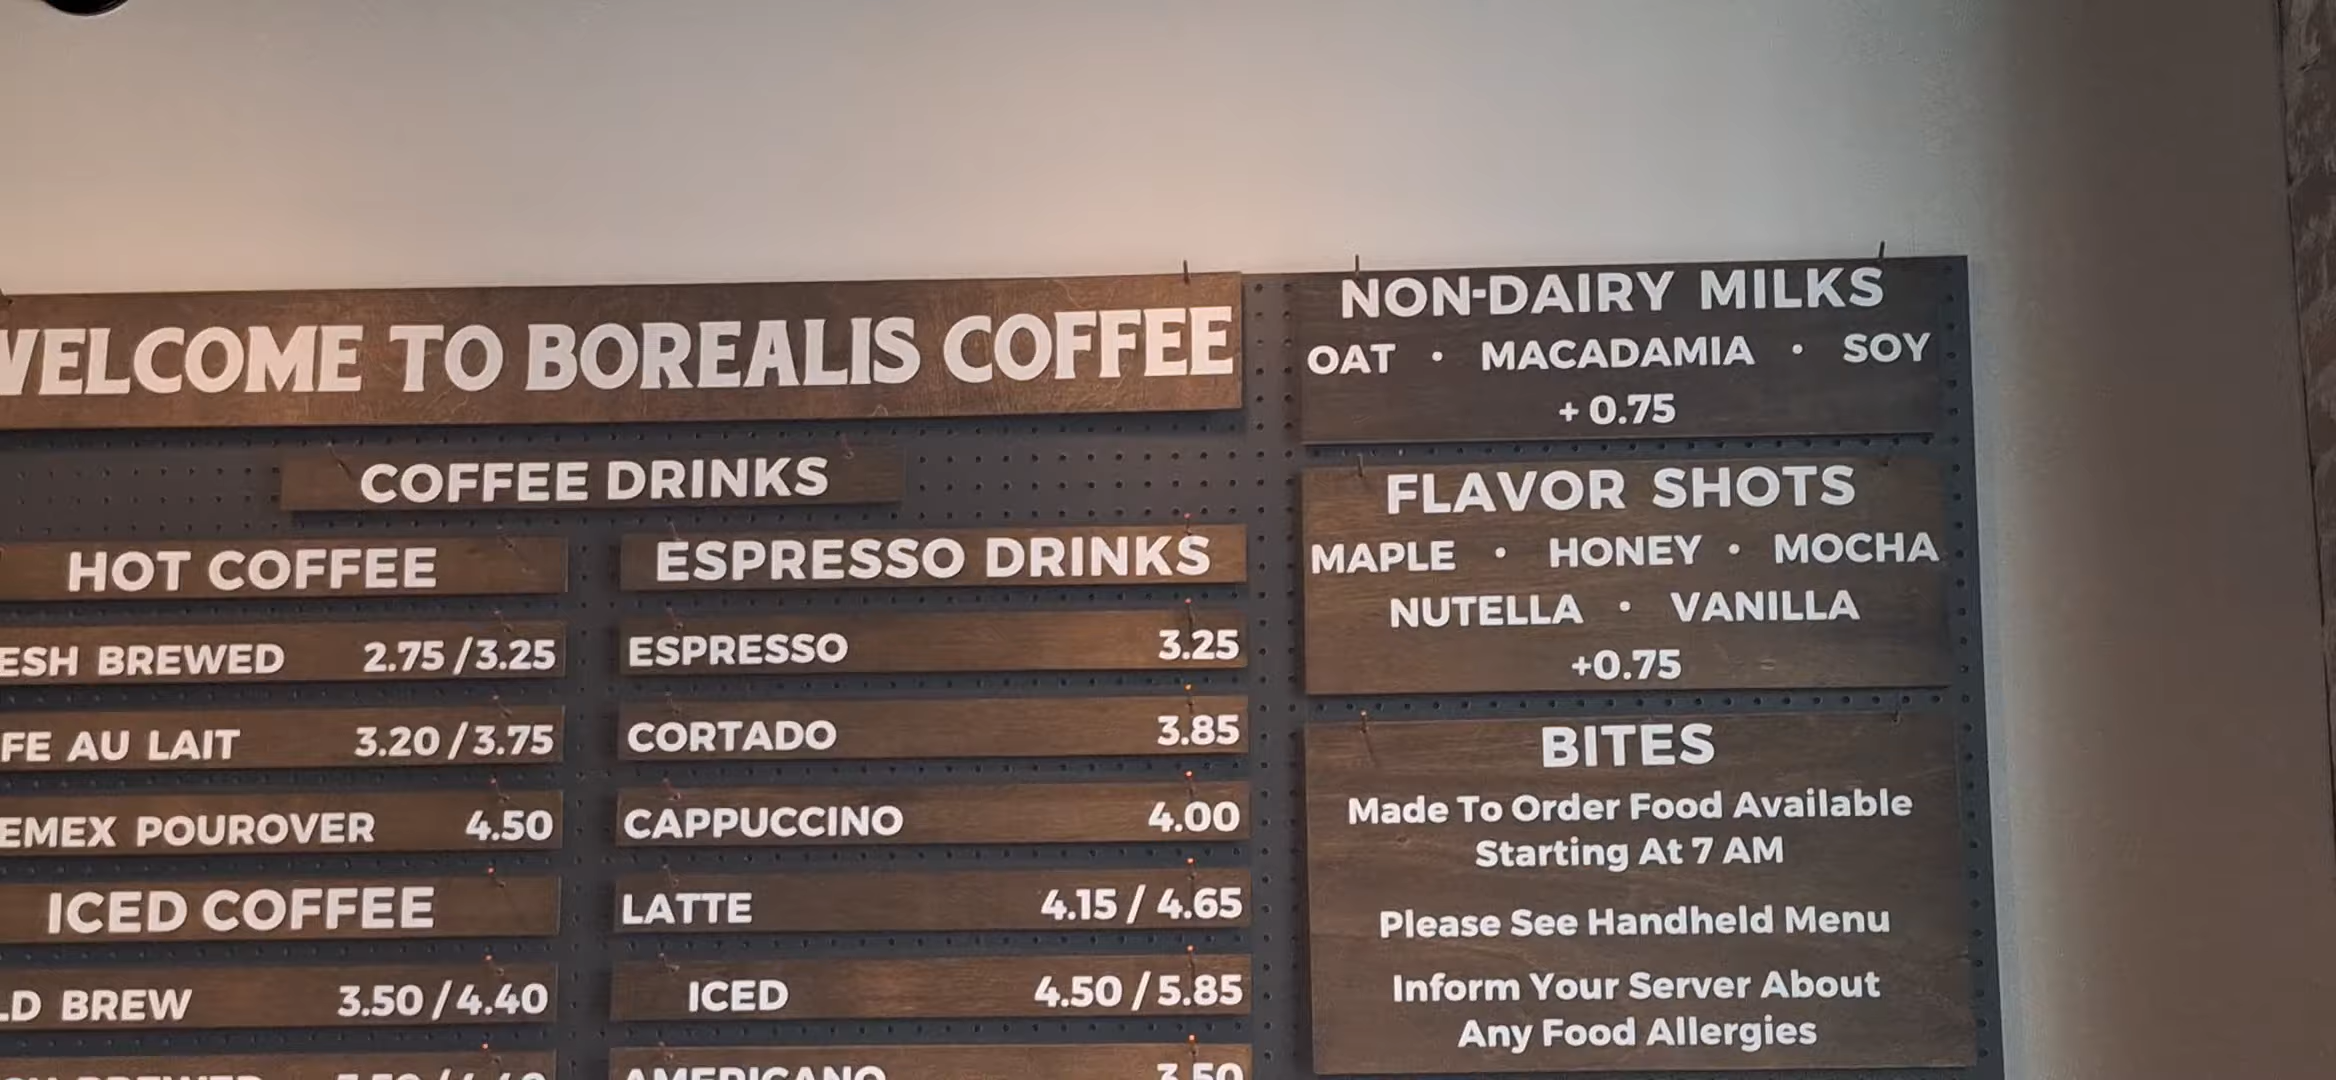 WELCOME TO BOREALIS COFFEE
COFFEE DRINKS
HOT COFFEE
ESH BREWED 2.75 / 3.25
FE AU LAIT 3.20 / 3.75
EMEX POUROVER 4.50
ICED COFFEE
LD BREW 3.50 / 4.40
ESPRESSO DRINKS
ESPRESSO 3.25
CORTADO 3.85
CAPPUCCINO 4.00
LATTE 4.15 / 4.65
ICED 4.50 / 5.85
AMERICANO 3.50
NON-DAIRY MILKS
OAT • MACADAMIA • SOY
+ 0.75
FLAVOR SHOTS
MAPLE • HONEY • MOCHA
NUTELLA • VANILLA
+0.75
BITES
Made To Order Food Available
Starting At 7 AM
Please See Handheld Menu
Inform Your Server About
Any Food Allergies